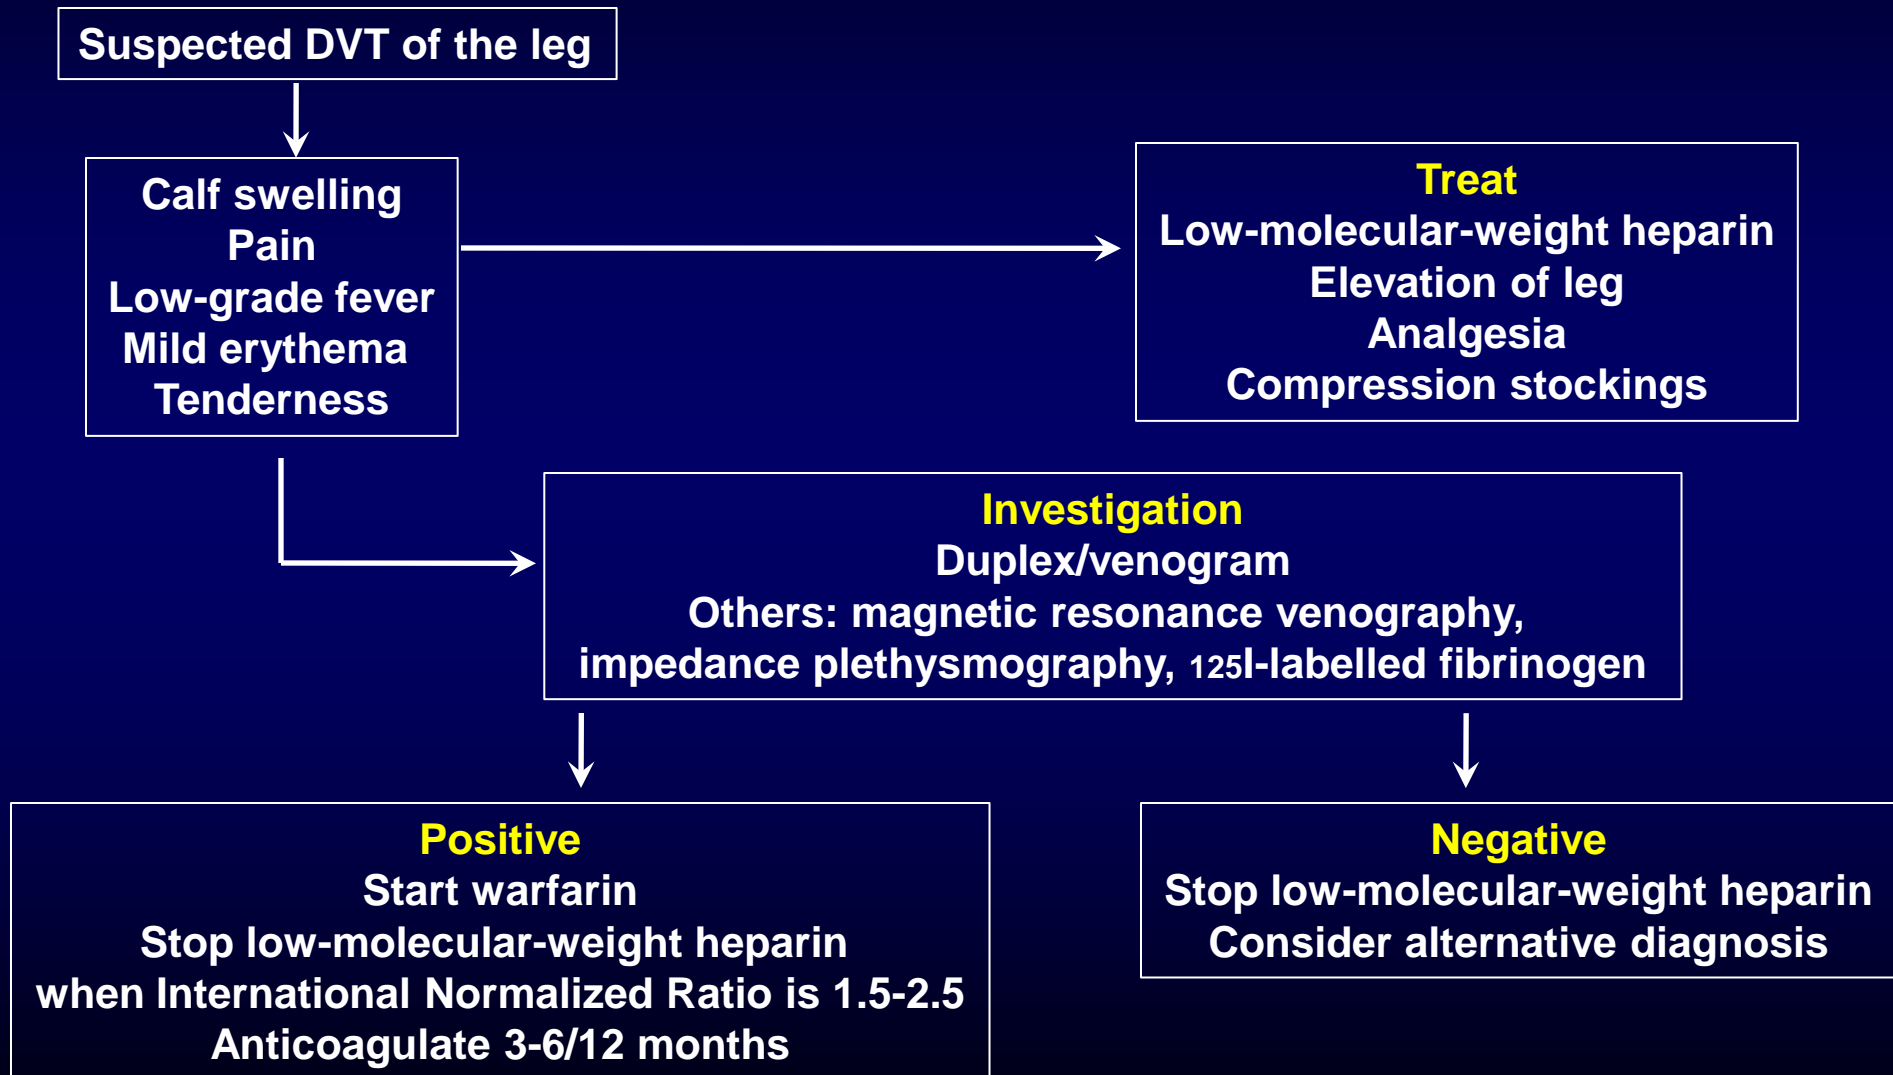 Suspected DVT of the leg
Calf swelling
Pain
Low-grade fever
Mild erythema
Tenderness
Treat
Low-molecular-weight heparin
Elevation of leg
Analgesia
Compression stockings
Investigation
Duplex/venogram
Others: magnetic resonance venography,
impedance plethysmography, 125I-labelled fibrinogen
Positive
Start warfarin
Stop low-molecular-weight heparin
when International Normalized Ratio is 1.5-2.5
Anticoagulate 3-6/12 months
Negative
Stop low-molecular-weight heparin
Consider alternative diagnosis